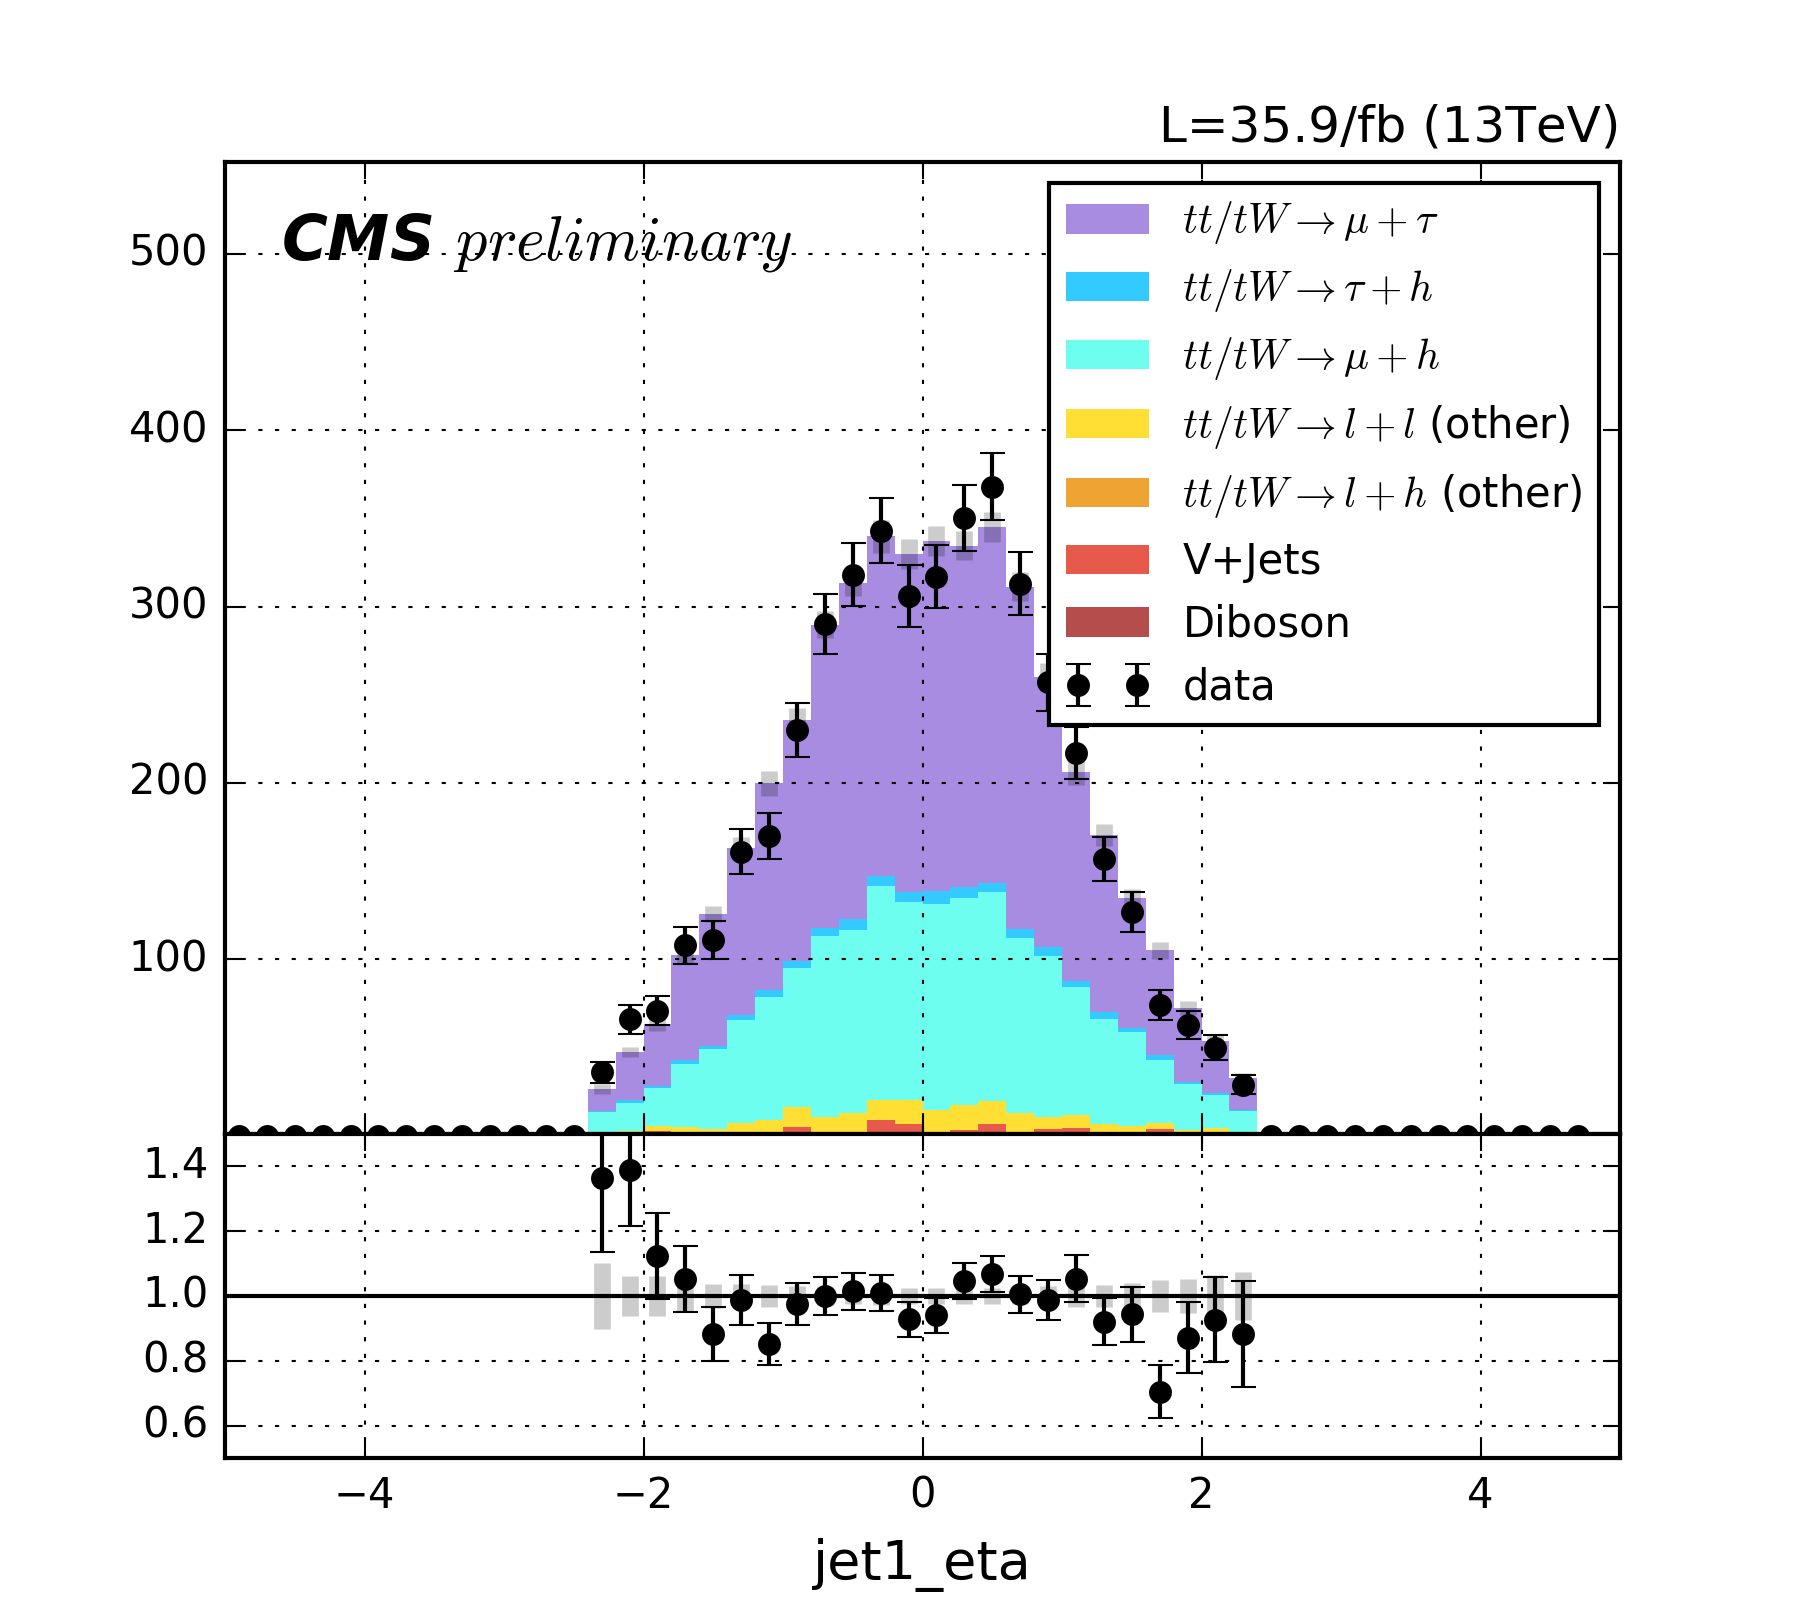 L=35.9/fb (13TeV)
CMS preliminary
500
400
300
200
100
tt/tW→μ+τ
tt/tW→τ+h
tt/tW→μ+h
tt/tW→l+l (other)
tt/tW→l+h (other)
V+Jets
Diboson
data
1.4
1.2
1.0
0.8
0.6
−4 −2 0 2 4
jet1_eta